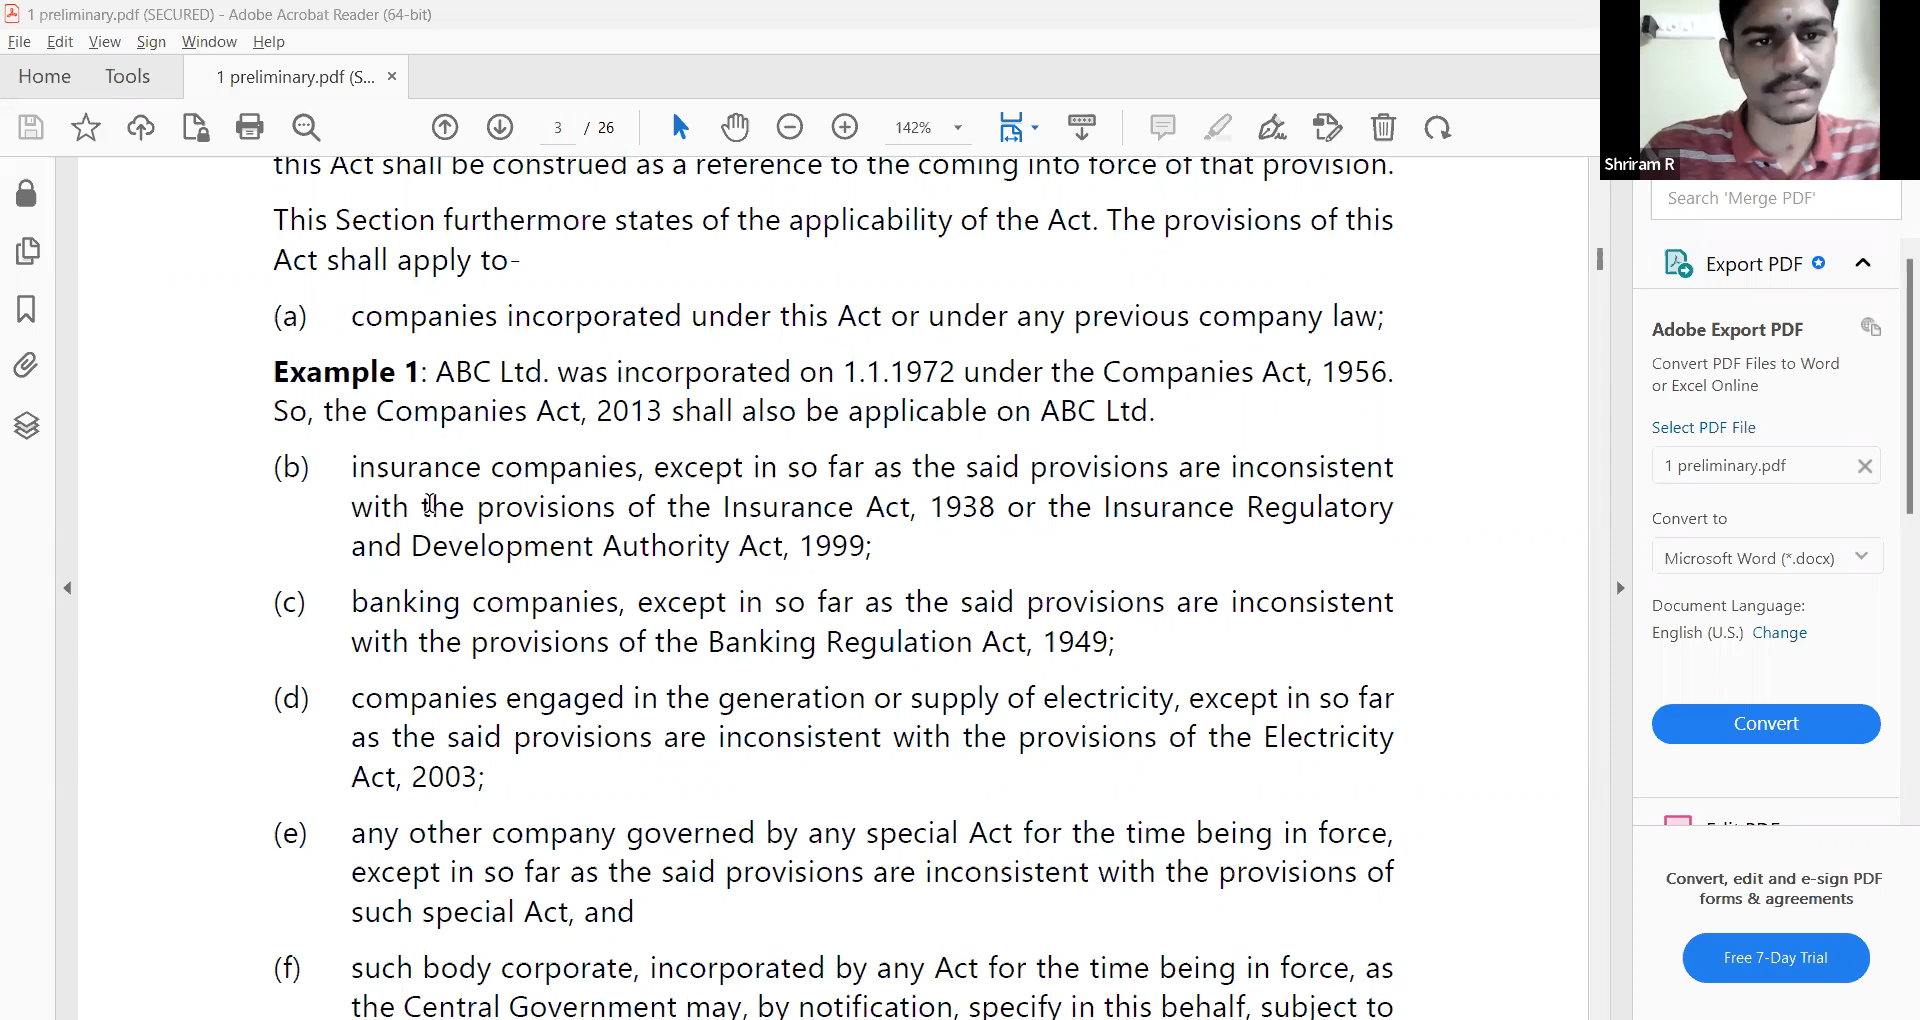 1 preliminary.pdf (SECURED) - Adobe Acrobat Reader (64-bit)
File Edit View Sign Window Help
Home Tools 1 preliminary.pdf (S... ×
3 / 26 142%
Shriram R
this Act shall be construed as a reference to the coming into force of that provision.
This Section furthermore states of the applicability of the Act. The provisions of this
Act shall apply to-
(a) companies incorporated under this Act or under any previous company law;
Example 1: ABC Ltd. was incorporated on 1.1.1972 under the Companies Act, 1956.
So, the Companies Act, 2013 shall also be applicable on ABC Ltd.
(b) insurance companies, except in so far as the said provisions are inconsistent
with the provisions of the Insurance Act, 1938 or the Insurance Regulatory
and Development Authority Act, 1999;
(c) banking companies, except in so far as the said provisions are inconsistent
with the provisions of the Banking Regulation Act, 1949;
(d) companies engaged in the generation or supply of electricity, except in so far
as the said provisions are inconsistent with the provisions of the Electricity
Act, 2003;
(e) any other company governed by any special Act for the time being in force,
except in so far as the said provisions are inconsistent with the provisions of
such special Act, and
(f) such body corporate, incorporated by any Act for the time being in force, as
the Central Government may, by notification, specify in this behalf, subject to
Search 'Merge PDF'
Export PDF
Adobe Export PDF
Convert PDF Files to Word
or Excel Online
Select PDF File
1 preliminary.pdf
Convert to
Microsoft Word (*.docx)
Document Language:
English (U.S.) Change
Convert
Convert, edit and e-sign PDF
forms & agreements
Free 7-Day Trial